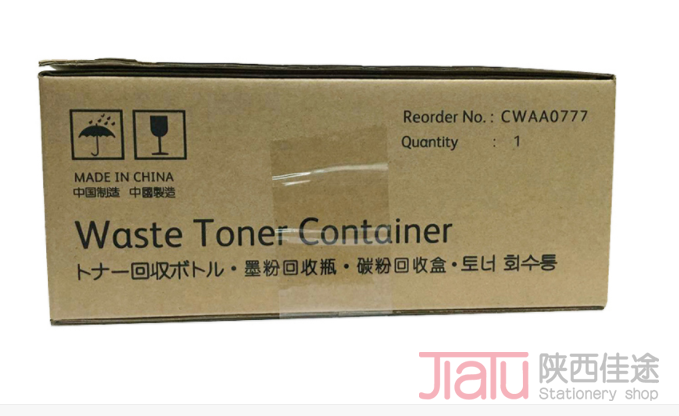 Reorder No.: CWAA0777
Quantity : 1
MADE IN CHINA
中国制造 中國製造
Waste Toner Container
トナー回収ボトル・墨粉回收瓶・碳粉回收盒・토너 회수통
JIATU 陕西佳途
Stationery shop